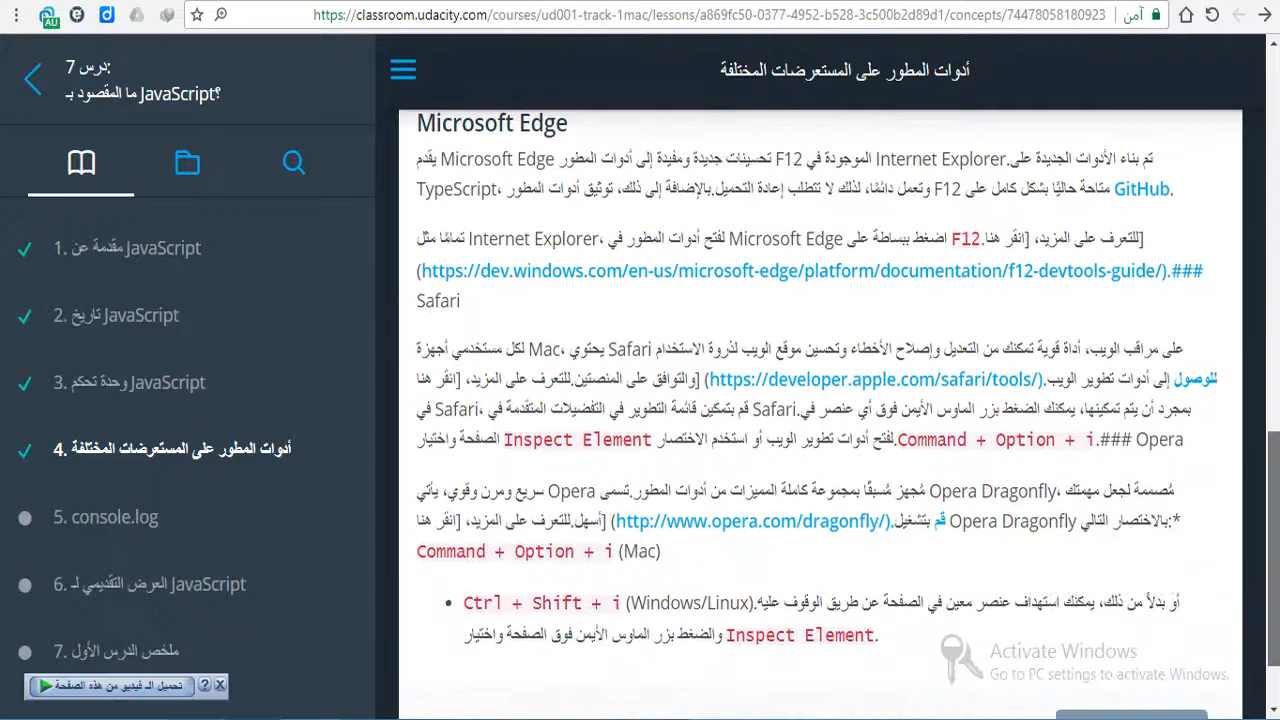 https://classroom.udacity.com/courses/ud001-track-1mac/lessons/a869fc5a-0377-4952-b528-3c500b2d89d1/concepts/74478058180923
آمن
درس 7:
ما المقصود بـ JavaScript؟
1. مقدمة عن JavaScript
2. تاريخ JavaScript
3. وحدة تحكم JavaScript
4. أدوات المطور على المستعرضات المختلفة
5. console.log
6. العرض التقديمي لـ JavaScript
7. ملخص الدرس الأول
تحميل الـ فيديو من هذه الصفحة
أدوات المطور على المستعرضات المختلفة
Microsoft Edge
يقدم Microsoft Edge تحسينات جديدة ومفيدة إلى أدوات المطور F12 الموجودة في Internet Explorer.تم بناء الأدوات الجديدة على
TypeScript، وتعمل دائمًا، لذلك لا تتطلب إعادة التحميل.بالإضافة إلى ذلك، توثيق أدوات المطور F12 متاحة حاليًا بشكل كامل على GitHub.
تمامًا مثل Internet Explorer، لفتح أدوات المطور في Microsoft Edge اضغط ببساطة على F12.للتعرف على المزيد، [انقر هنا]
(https://dev.windows.com/en-us/microsoft-edge/platform/documentation/f12-devtools-guide/).###
Safari
لكل مستخدمي أجهزة Mac، يحتوي Safari على مراقب الويب، أداة قوية تمكنك من التعديل وإصلاح الأخطاء وتحسين موقع الويب لذروة الاستخدام
والتوافق على المنصتين.للتعرف على المزيد، [انقر هنا] (https://developer.apple.com/safari/tools/).للوصول إلى أدوات تطوير الويب
في Safari، قم بتمكين قائمة التطوير في التفضيلات المتقدمة في Safari.بمجرد أن يتم تمكينها، يمكنك الضغط بزر الماوس الأيمن فوق أي عنصر في
الصفحة واختيار Inspect Element لفتح أدوات تطوير الويب أو استخدم الاختصار Command + Option + i.### Opera
تسمى Opera سريع ومرن وقوي، يأتي مُجهز مُسبقًا بمجموعة كاملة المميزات من أدوات المطور.Opera Dragonfly، مُصممة لجعل مهمتك
أسهل.للتعرف على المزيد، [انقر هنا] (http://www.opera.com/dragonfly/).قم بتشغيل Opera Dragonfly بالاختصار التالي:*
Command + Option + i (Mac)
• Ctrl + Shift + i (Windows/Linux).أو بدلاً من ذلك، يمكنك استهداف عنصر معين في الصفحة عن طريق الوقوف عليه
والضغط بزر الماوس الأيمن فوق الصفحة واختيار Inspect Element.
Activate Windows
Go to PC settings to activate Windows.